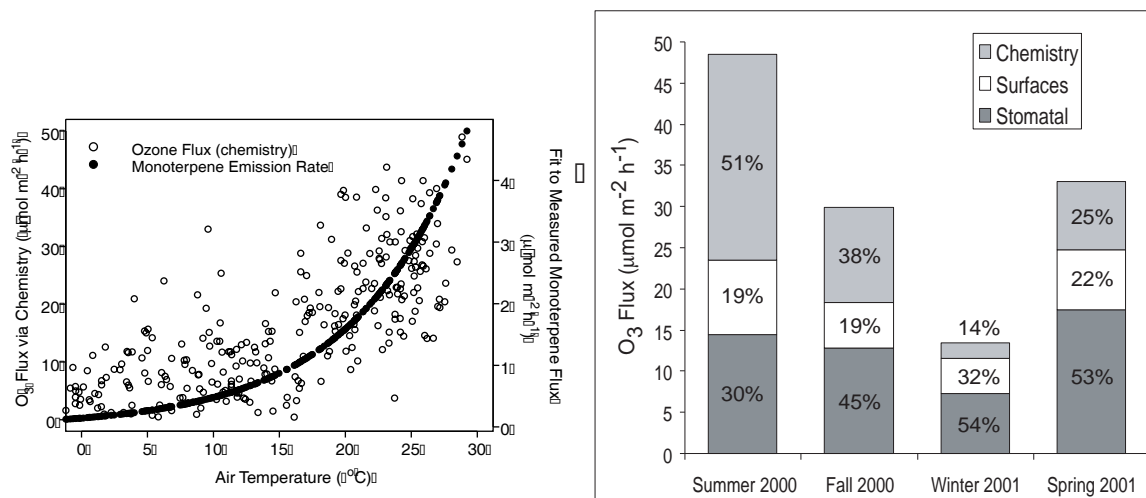 50▯
40▯
30▯
20▯
10▯
0▯
O▯3▯ Flux via Chemistry (▯µ▯mol m▯-2▯ h▯-1▯)▯
Ozone Flux (chemistry)▯
Monoterpene Emission Rate▯
4▯
3▯
2▯
1▯
0▯
Fit to Measured Monoterpene Flux▯
(▯µ▯mol m▯-2▯ h▯-1▯)▯
▯
0▯ 5▯ 10▯ 15▯ 20▯ 25▯ 30▯
Air Temperature (▯o▯C)▯
O3 Flux (µmol m-2 h-1)
50
45
40
35
30
25
20
15
10
5
0
Chemistry
Surfaces
Stomatal
51%
19%
30%
38%
19%
45%
14%
32%
54%
25%
22%
53%
Summer 2000 Fall 2000 Winter 2001 Spring 2001